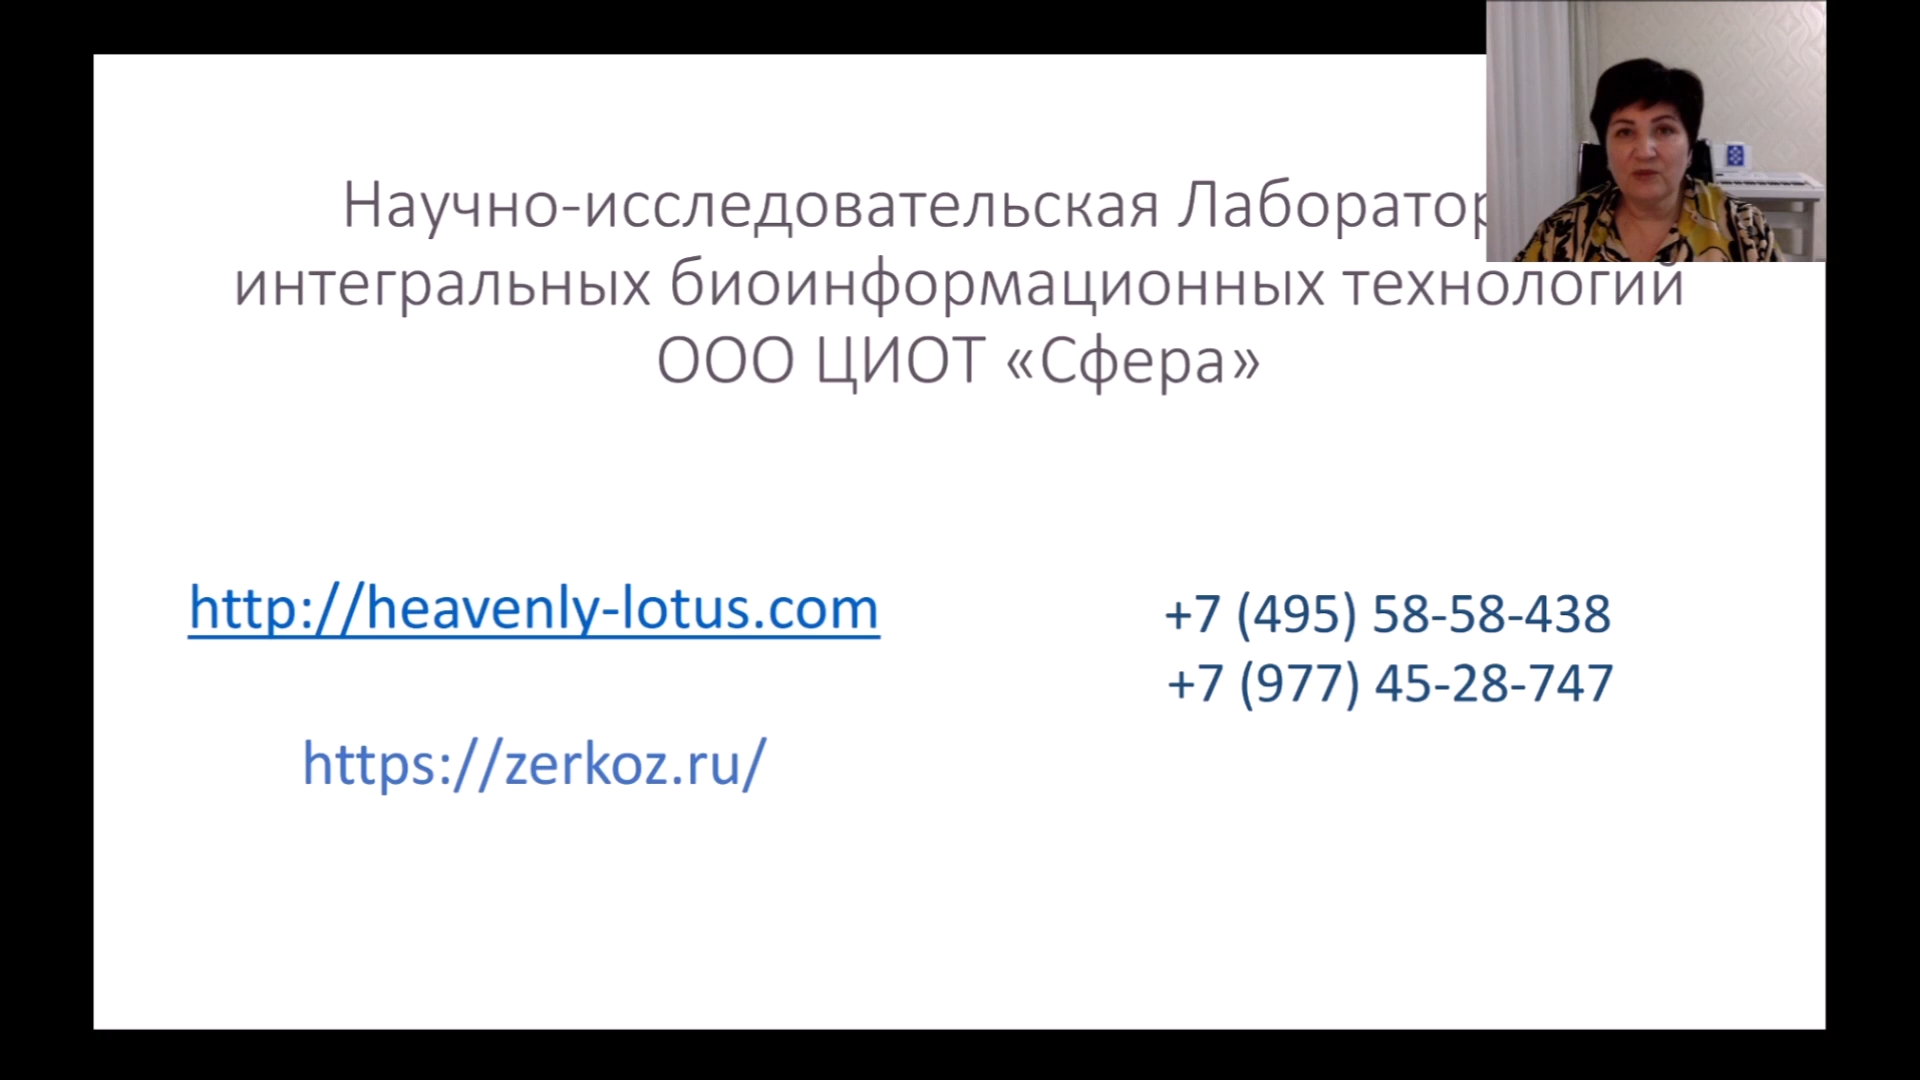 Научно-исследовательская
интегральных биоинформационных технологий
ООО ЦИОТ «Сфера»
http://heavenly-lotus.com
+7 (495) 58-58-438
+7 (977) 45-28-747
https://zerkoz.ru/